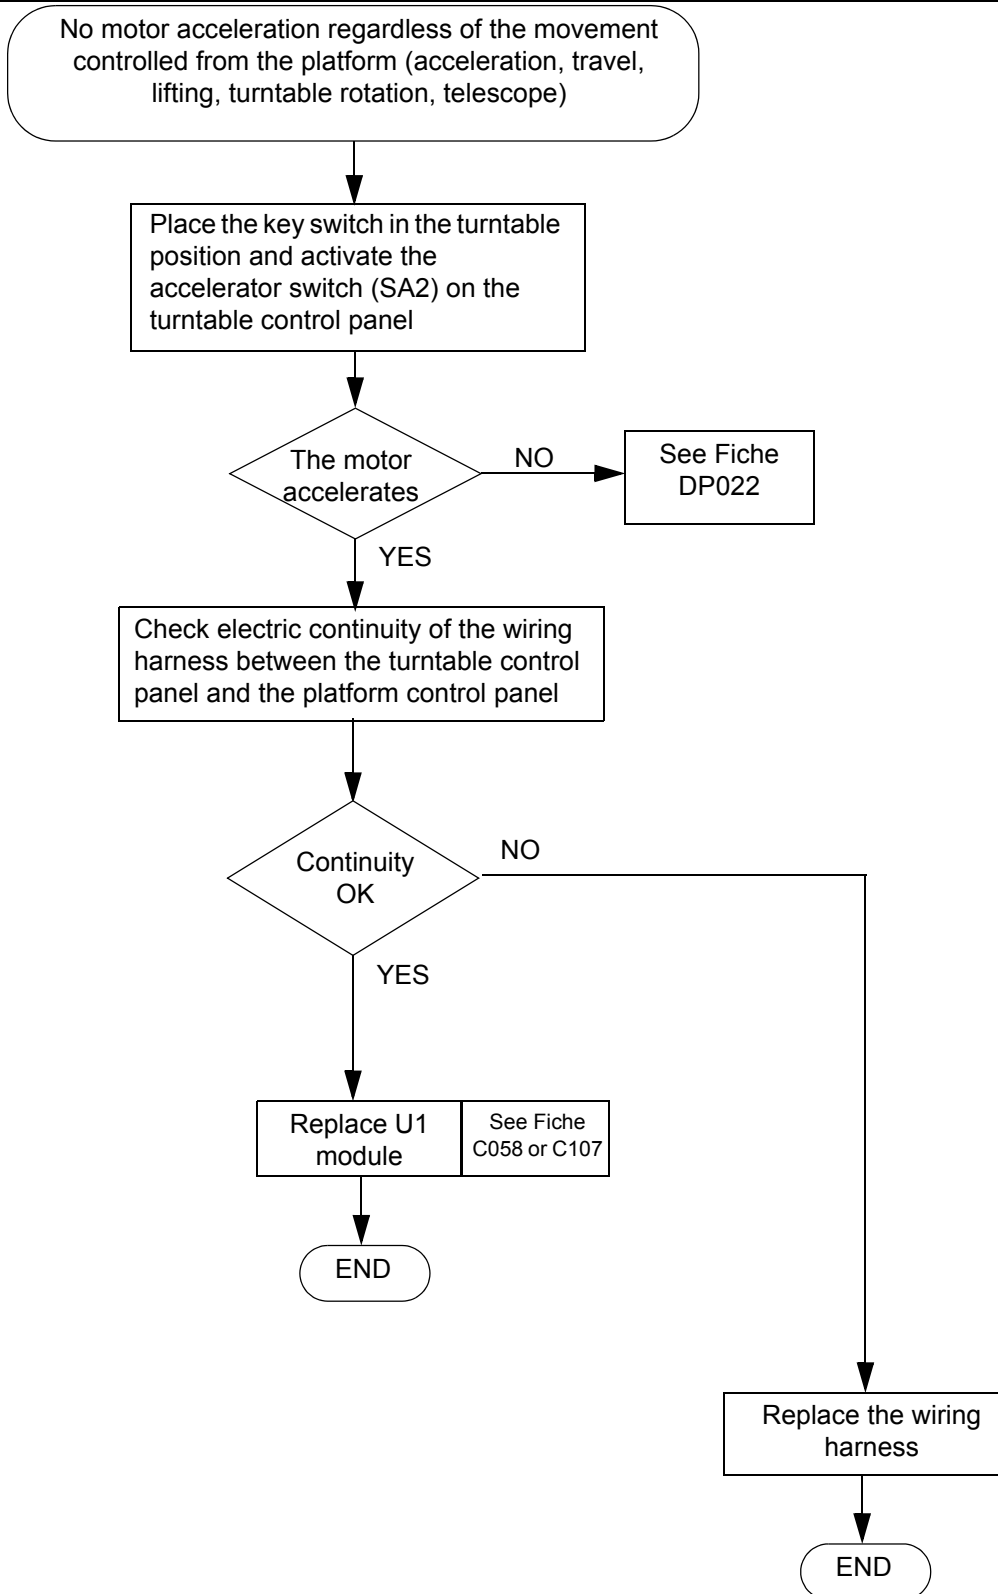 No motor acceleration regardless of the movement
controlled from the platform (acceleration, travel,
lifting, turntable rotation, telescope)
Place the key switch in the turntable
position and activate the
accelerator switch (SA2) on the
turntable control panel
The motor
accelerates
NO
See Fiche
DP022
YES
Check electric continuity of the wiring
harness between the turntable control
panel and the platform control panel
Continuity
OK
NO
YES
Replace U1
module
See Fiche
C058 or C107
END
Replace the wiring
harness
END